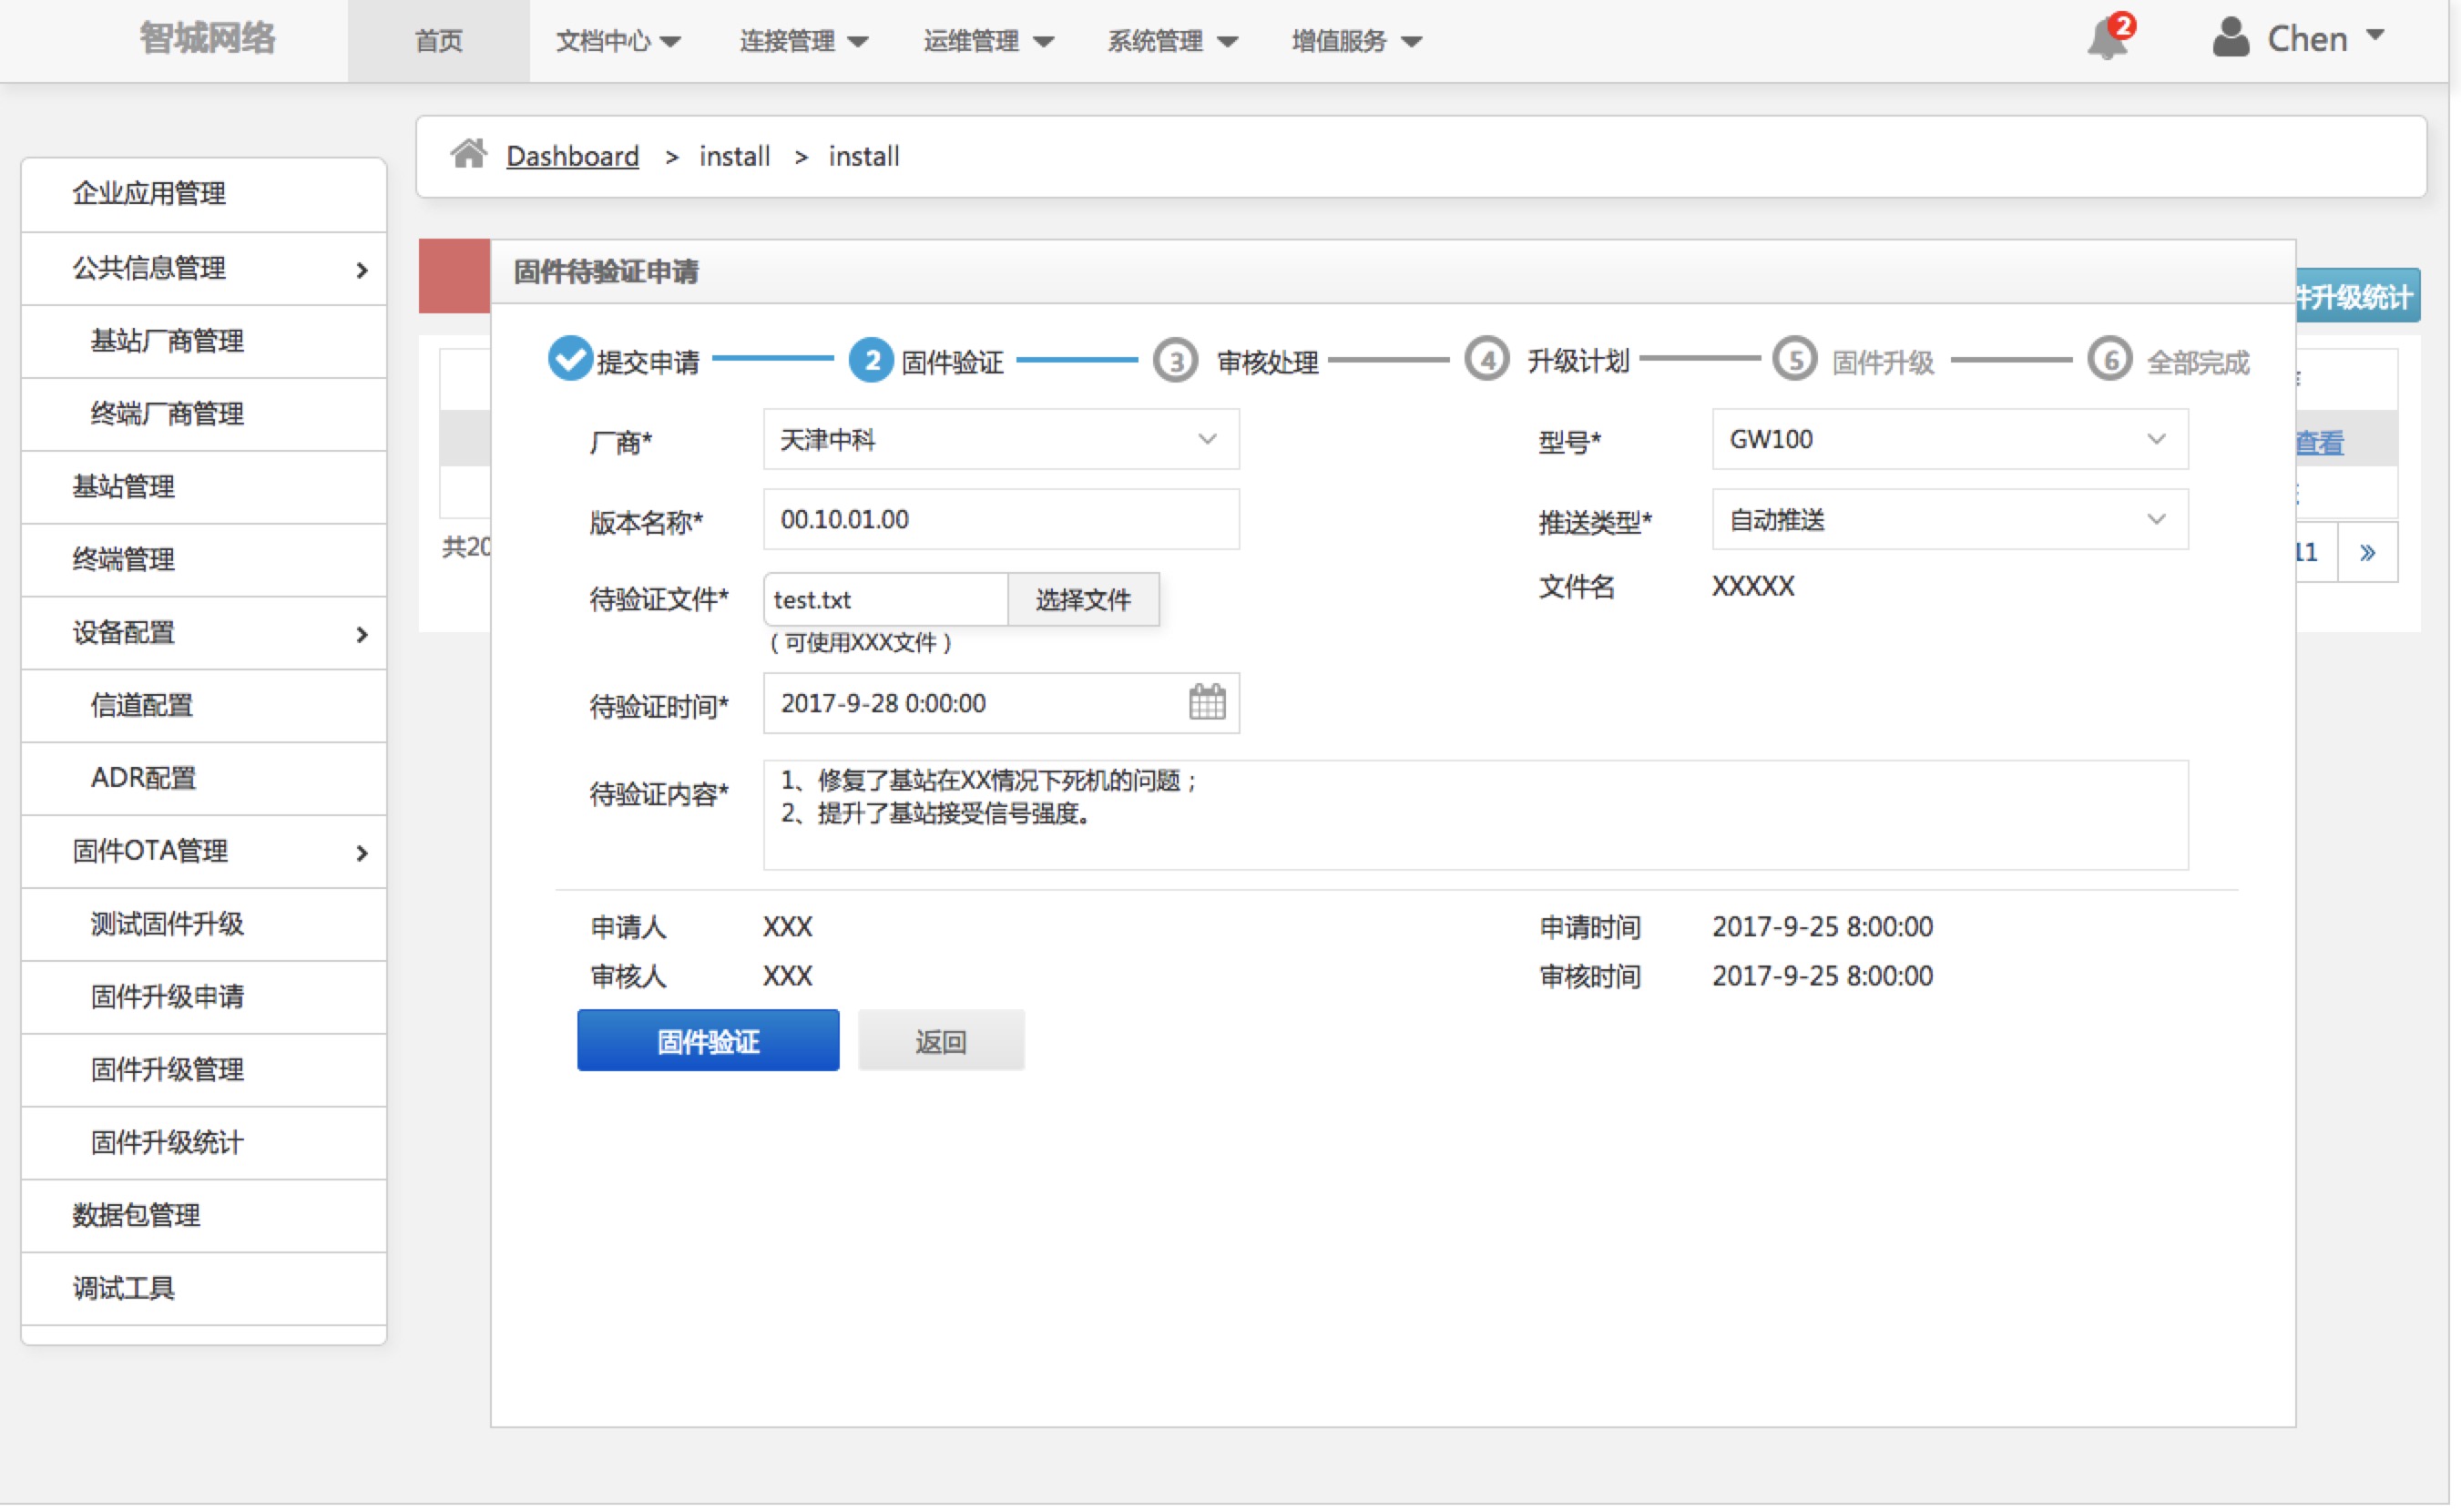 智城网络 首页 文档中心 连接管理 运维管理 系统管理 增值服务 2 Chen
Dashboard > install > install
企业应用管理
公共信息管理
基站厂商管理
终端厂商管理
基站管理
终端管理
设备配置
信道配置
ADR配置
固件OTA管理
测试固件升级
固件升级申请
固件升级管理
固件升级统计
数据包管理
调试工具
固件待验证申请
件升级统计
提交申请 2 固件验证 3 审核处理 4 升级计划 5 固件升级 6 全部完成
厂商* 天津中科 型号* GW100
查看
版本名称* 00.10.01.00 推送类型* 自动推送
共20
11 »
待验证文件* test.txt 选择文件 文件名 XXXXX
（可使用XXX文件）
待验证时间* 2017-9-28 0:00:00
待验证内容* 1、修复了基站在XX情况下死机的问题；
2、提升了基站接受信号强度。
申请人 XXX 申请时间 2017-9-25 8:00:00
审核人 XXX 审核时间 2017-9-25 8:00:00
固件验证 返回